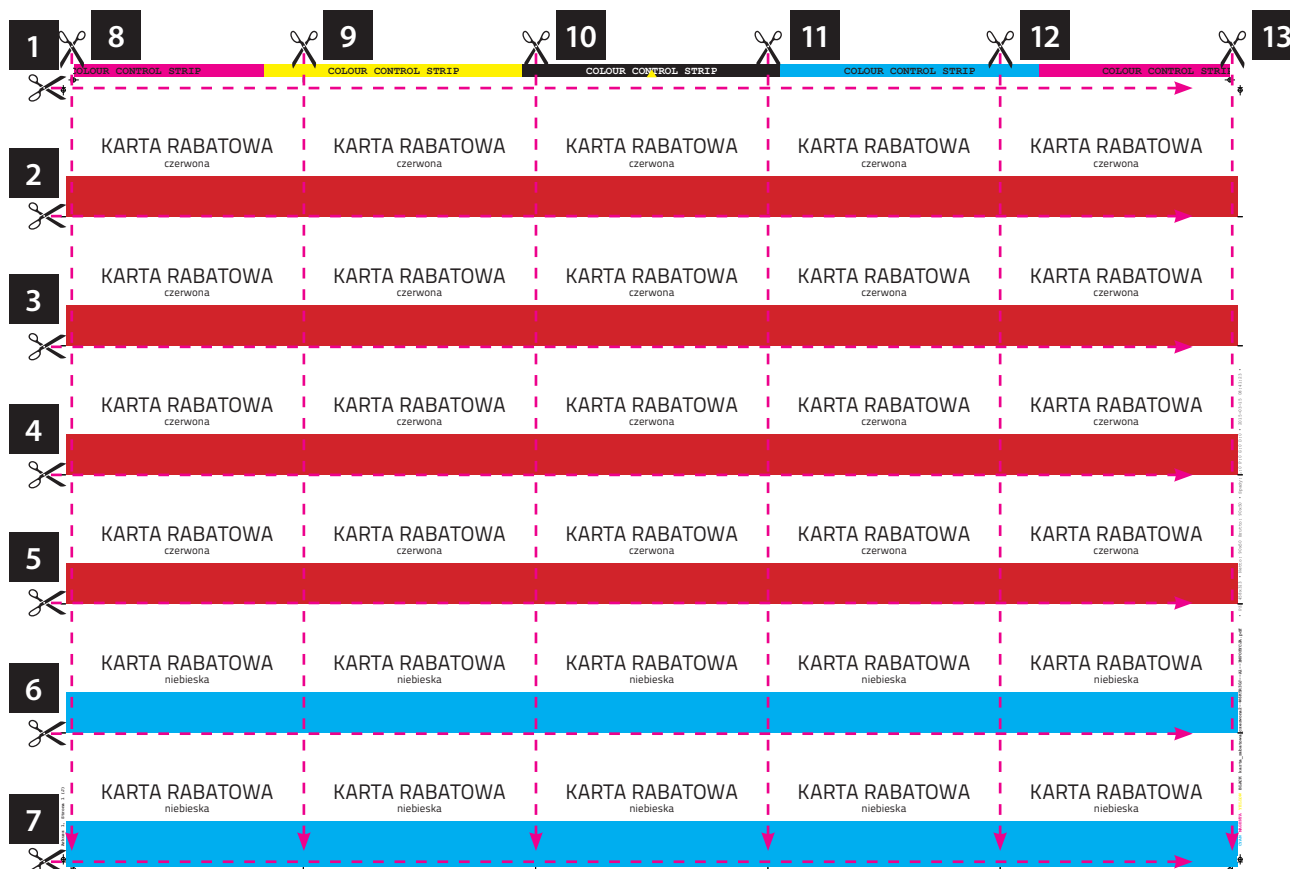 1 8 9 10 11 12 13
COLOUR CONTROL STRIP COLOUR CONTROL STRIP COLOUR CONTROL STRIP COLOUR CONTROL STRIP COLOUR CONTROL STRI
KARTA RABATOWA KARTA RABATOWA KARTA RABATOWA KARTA RABATOWA KARTA RABATOWA
czerwona czerwona czerwona czerwona czerwona
2
KARTA RABATOWA KARTA RABATOWA KARTA RABATOWA KARTA RABATOWA KARTA RABATOWA
czerwona czerwona czerwona czerwona czerwona
3
KARTA RABATOWA KARTA RABATOWA KARTA RABATOWA KARTA RABATOWA KARTA RABATOWA
czerwona czerwona czerwona czerwona czerwona
4
KARTA RABATOWA KARTA RABATOWA KARTA RABATOWA KARTA RABATOWA KARTA RABATOWA
czerwona czerwona czerwona czerwona czerwona
5
KARTA RABATOWA KARTA RABATOWA KARTA RABATOWA KARTA RABATOWA KARTA RABATOWA
niebieska niebieska niebieska niebieska niebieska
6
KARTA RABATOWA KARTA RABATOWA KARTA RABATOWA KARTA RABATOWA KARTA RABATOWA
niebieska niebieska niebieska niebieska niebieska
7